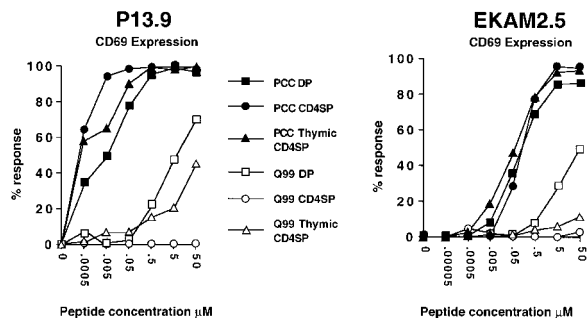 P13.9
CD69 Expression
% response
100
80
60
40
20
0
0
.0005
.005
.05
.5
5
50
Peptide concentration μM
PCC DP
PCC CD4SP
PCC Thymic
CD4SP
Q99 DP
Q99 CD4SP
Q99 Thymic
CD4SP
EKAM2.5
CD69 Expression
% response
100
80
60
40
20
0
0
.00005
.0005
.005
.05
.5
5
50
Peptide concentration μM